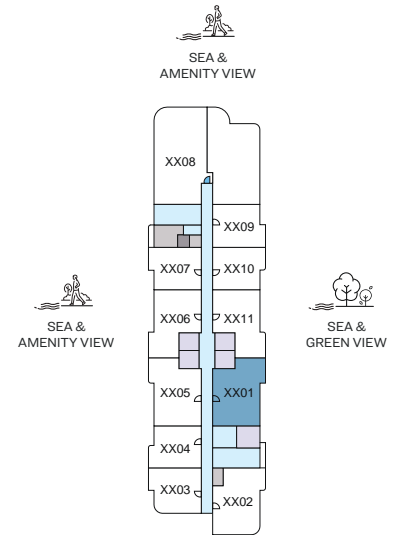 SEA &
AMENITY VIEW
XX08
XX09
XX07
XX10
XX06
XX11
SEA &
AMENITY VIEW
SEA &
GREEN VIEW
XX05
XX01
XX04
XX03
XX02